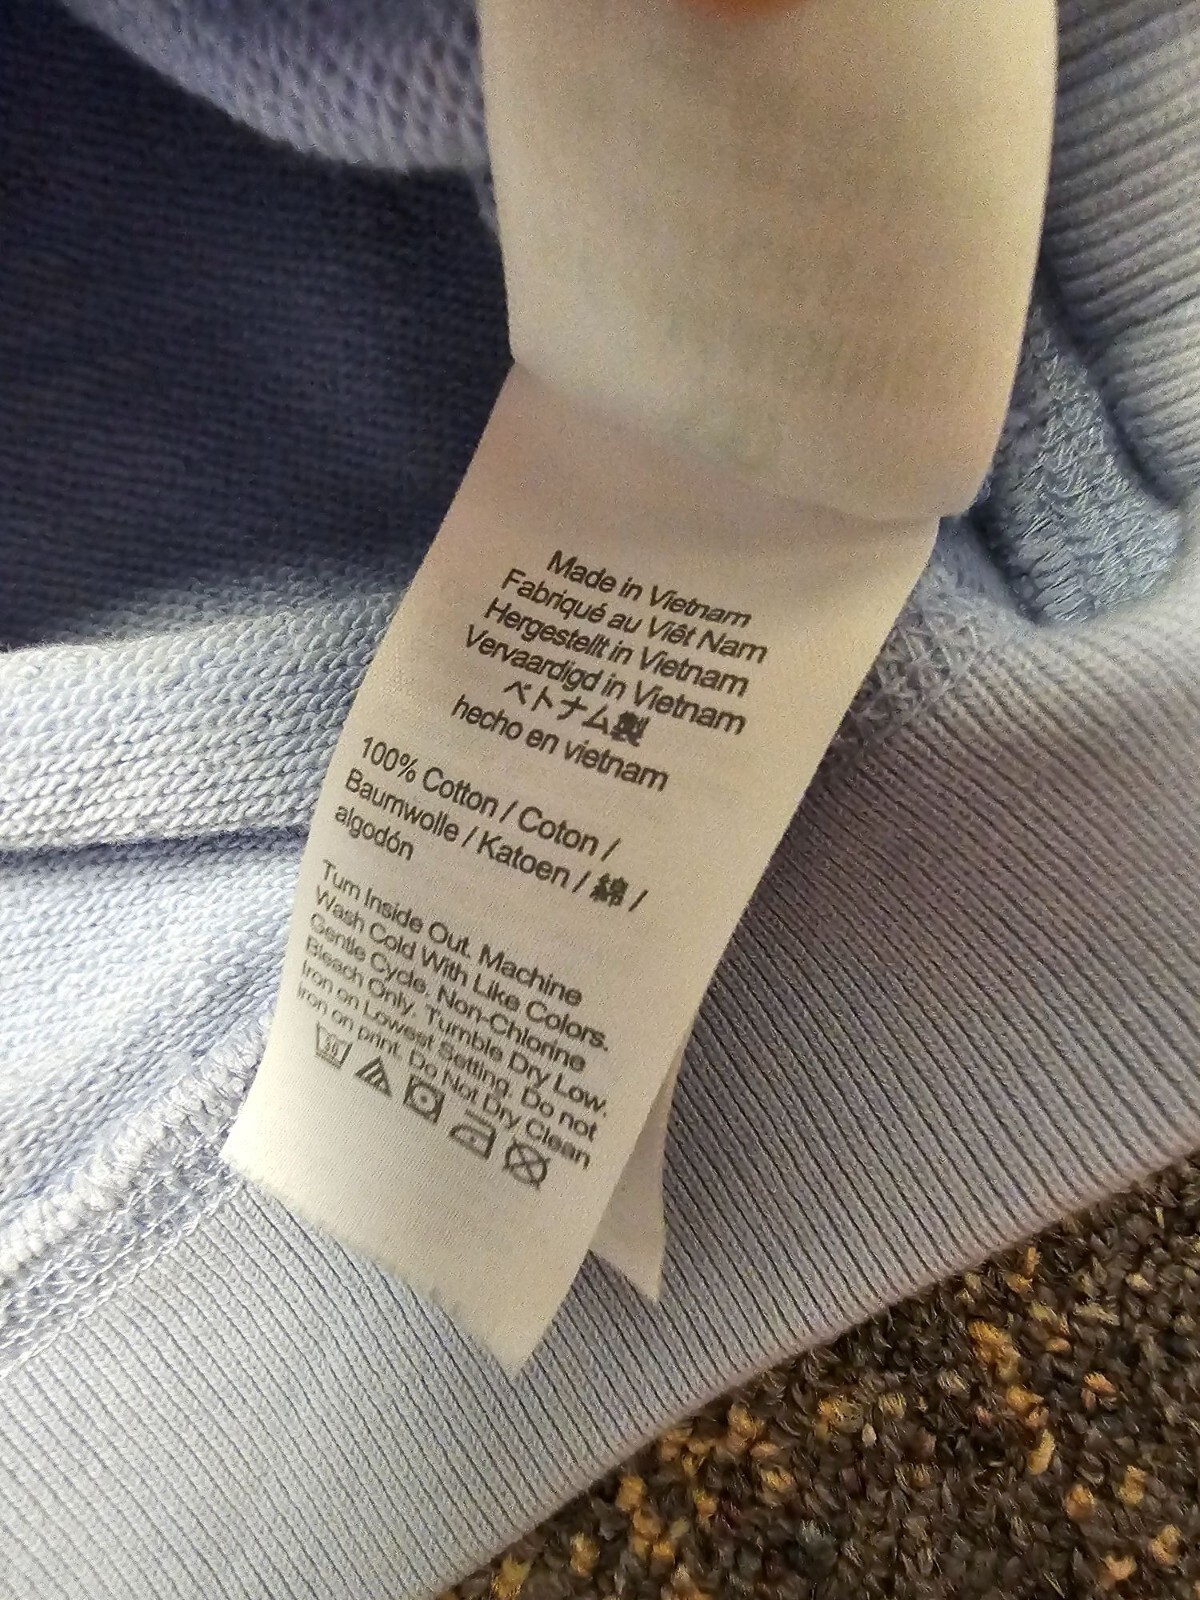 Made in Vietnam
Fabriqué au Viêt Nam
Hergestellt in Vietnam
Vervaardigd in Vietnam
ベトナム製
hecho en vietnam
100% Cotton / Coton /
Baumwolle / Katoen / 綿 /
algodón
Turn Inside Out. Machine
Wash Cold With Like Colors.
Gentle Cycle. Non-Chlorine
Bleach Only. Tumble Dry Low.
Iron on Lowest Setting. Do not
Iron on print. Do Not Dry Clean
30